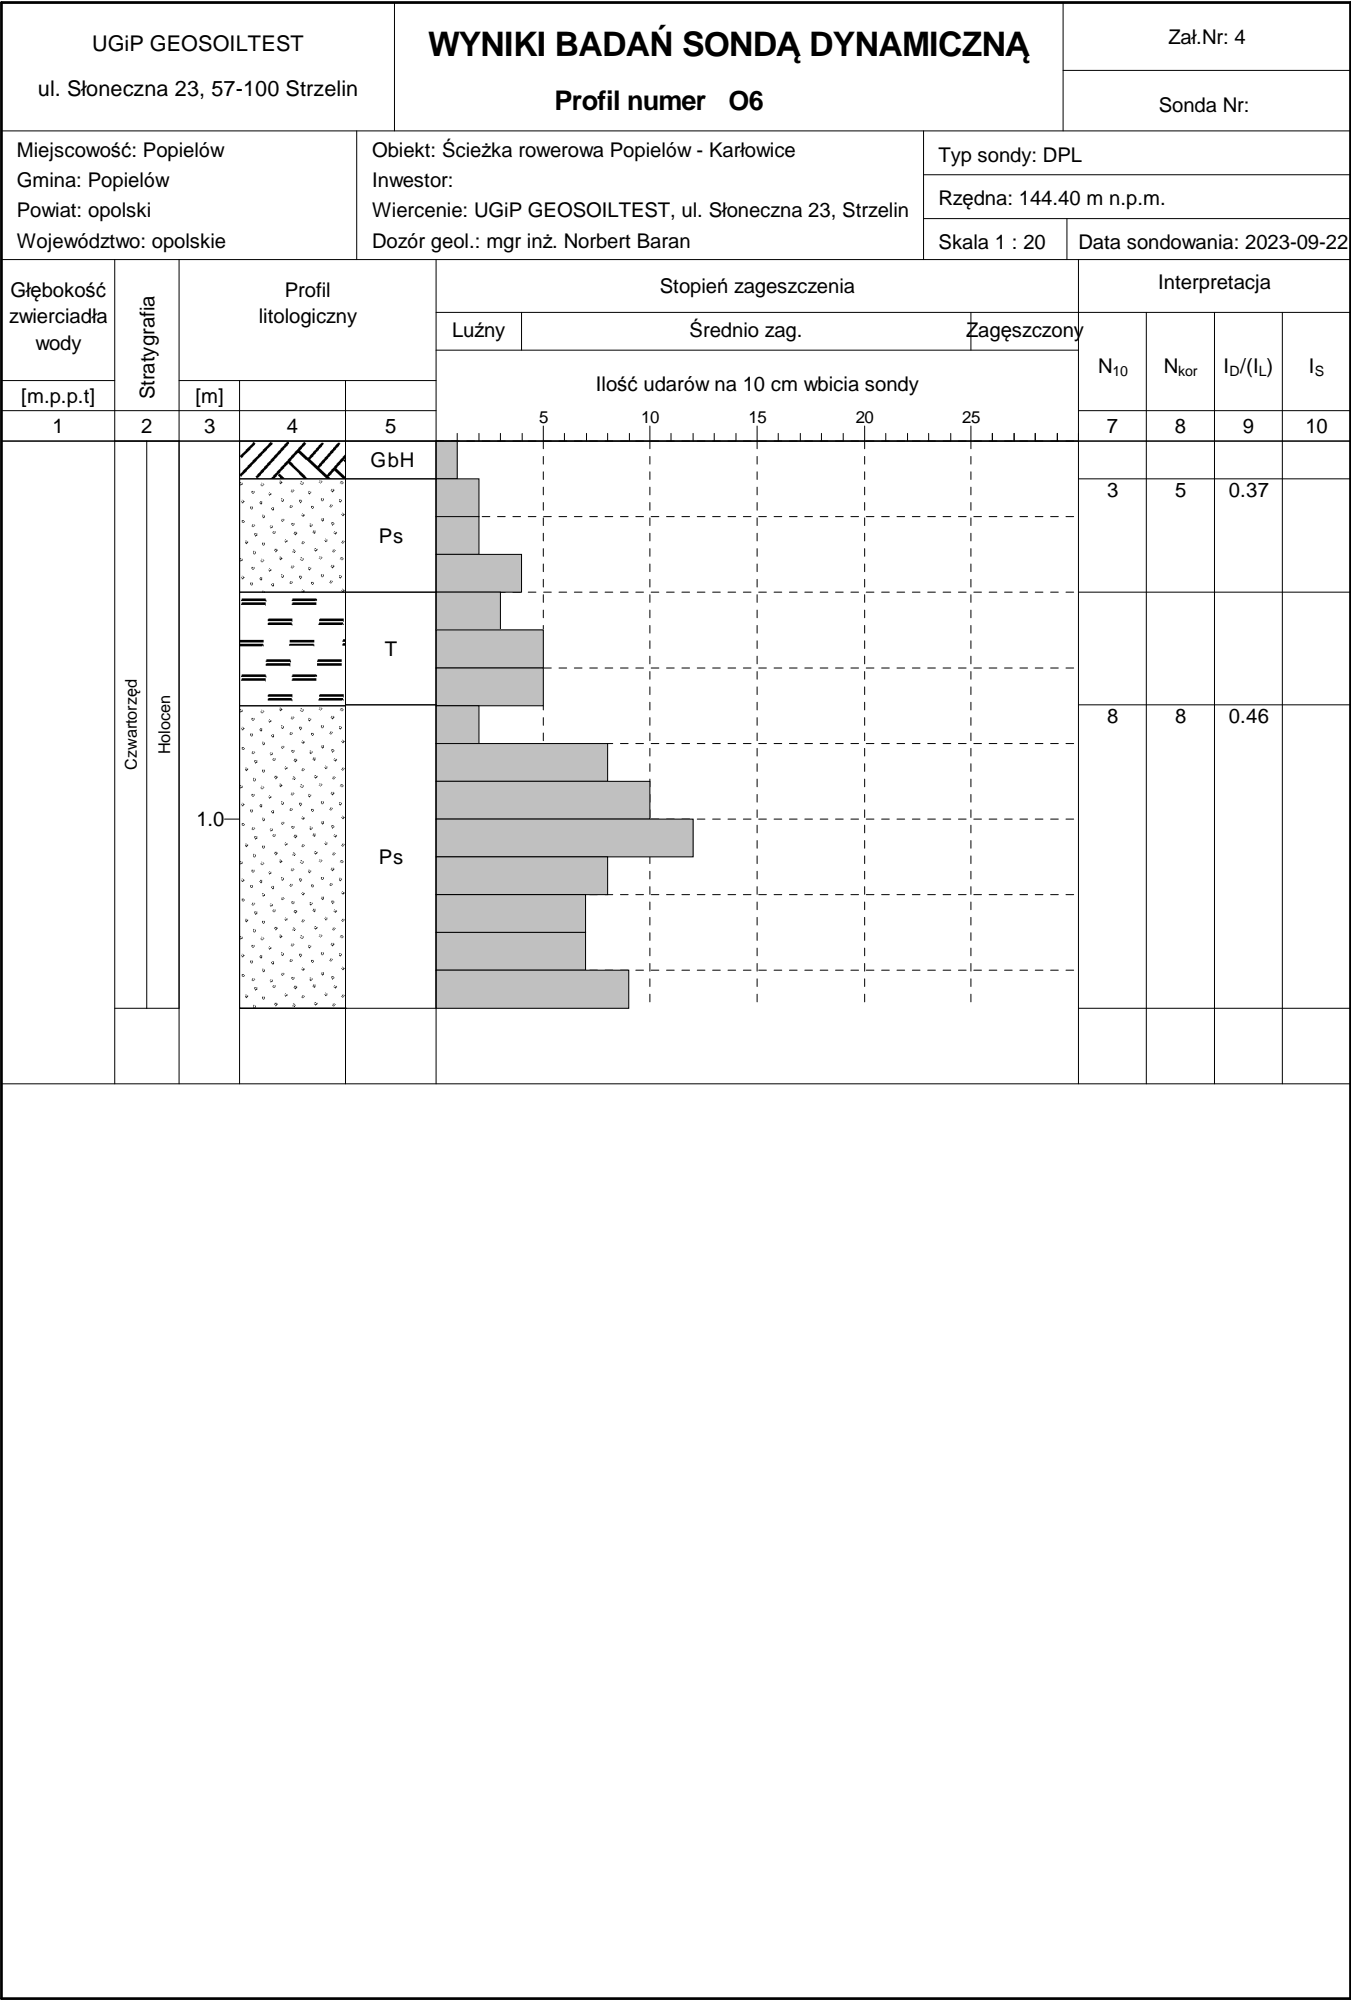 UGiP GEOSOILTEST
ul. Słoneczna 23, 57-100 Strzelin
WYNIKI BADAŃ SONDĄ DYNAMICZNĄ
Profil numer O6
Zał.Nr: 4
Sonda Nr:
Miejscowość: Popielów
Gmina: Popielów
Powiat: opolski
Województwo: opolskie
Obiekt: Ścieżka rowerowa Popielów - Karłowice
Inwestor:
Wiercenie: UGiP GEOSOILTEST, ul. Słoneczna 23, Strzelin
Dozór geol.: mgr inż. Norbert Baran
Typ sondy: DPL
Rzędna: 144.40 m n.p.m.
Skala 1 : 20
Data sondowania: 2023-09-22
Głębokość
zwierciadła
wody
[m.p.p.t]
Stratygrafia
Profil
litologiczny
[m]
Stopień zageszczenia
Luźny
Średnio zag.
Zagęszczony
Ilość udarów na 10 cm wbicia sondy
5 10 15 20 25
Interpretacja
N10
Nkor
ID/(IL)
IS
1 2 3 4 5 7 8 9 10
GbH
Ps
3 5 0.37
T
Czwartorzęd
Holocen
8 8 0.46
1.0
Ps